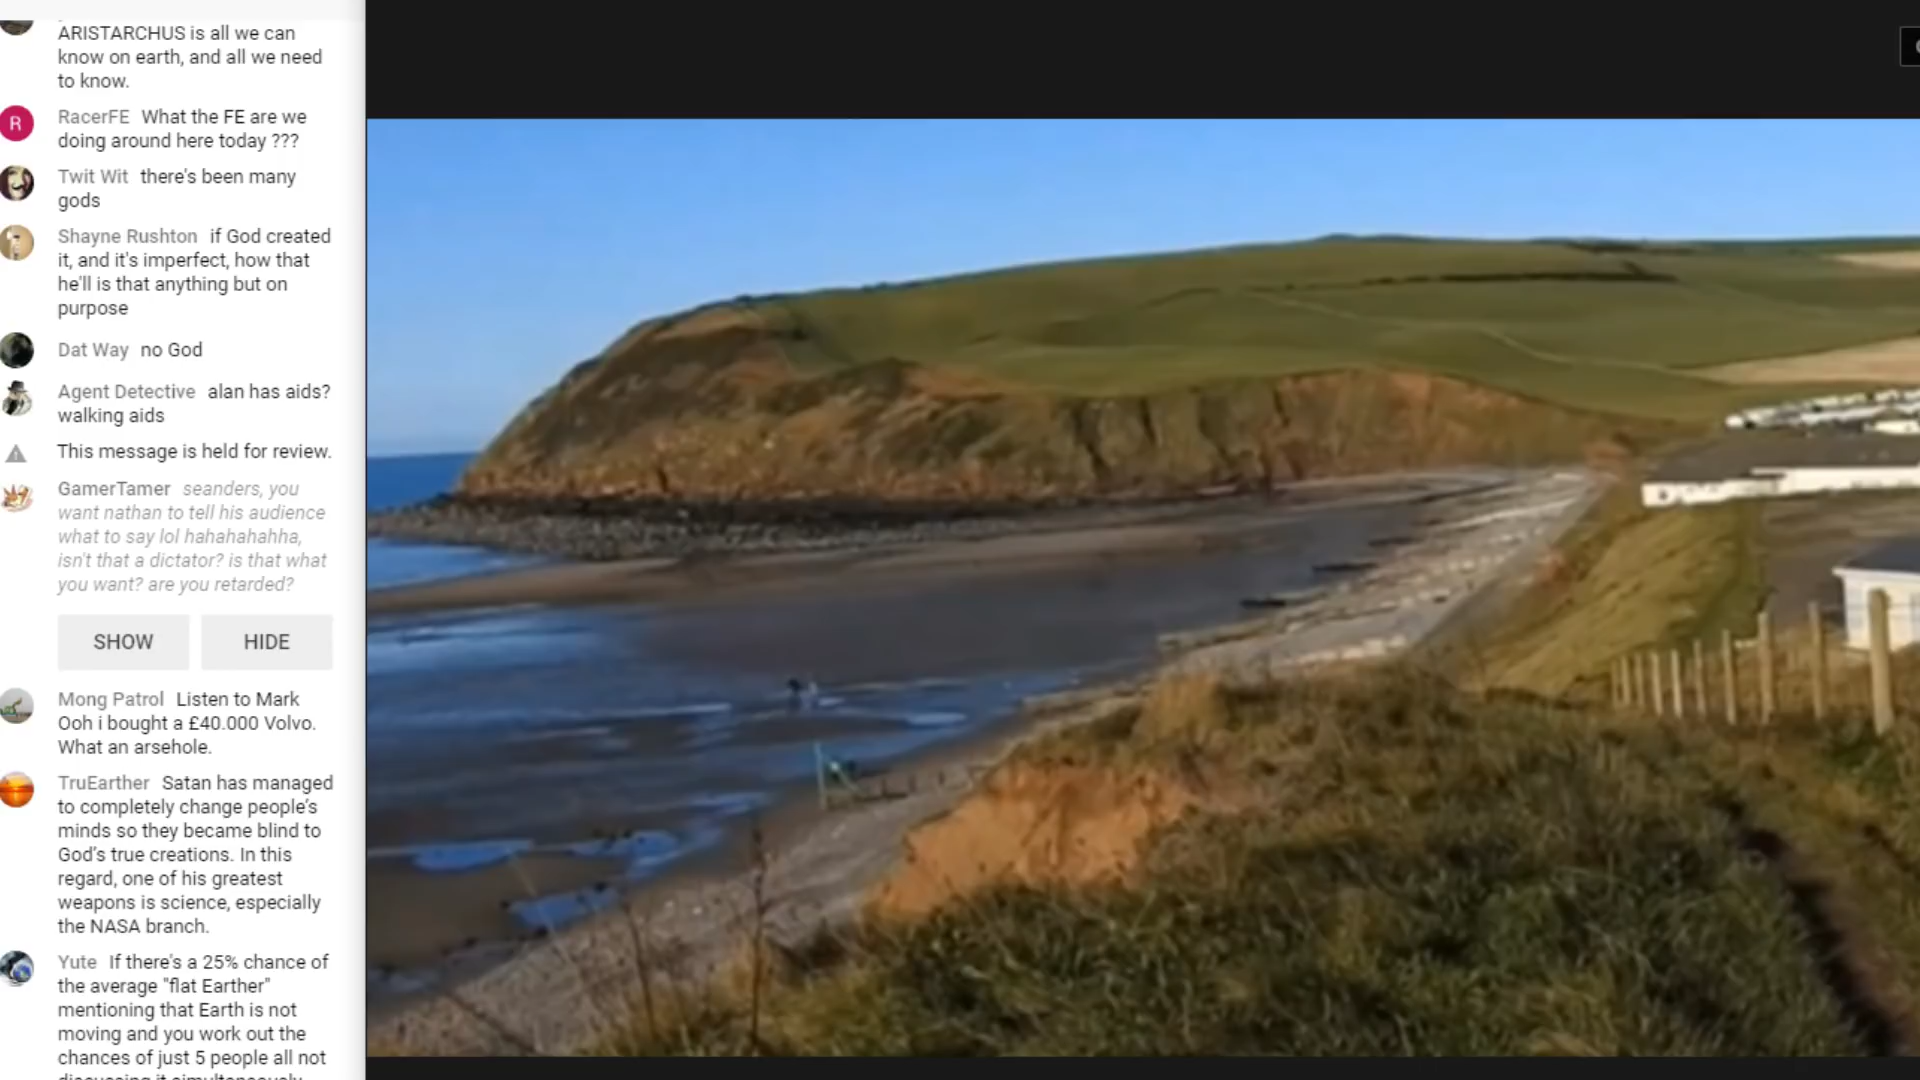 ARISTARCHUS is all we can
know on earth, and all we need
to know.
R
RacerFE What the FE are we
doing around here today ???
Twit Wit there's been many
gods
Shayne Rushton if God created
it, and it's imperfect, how that
he'll is that anything but on
purpose
Dat Way no God
Agent Detective alan has aids?
walking aids
This message is held for review.
GamerTamer seanders, you
want nathan to tell his audience
what to say lol hahahahahha,
isn't that a dictator? is that what
you want? are you retarded?
SHOW HIDE
Mong Patrol Listen to Mark
Ooh i bought a £40.000 Volvo.
What an arsehole.
TruEarther Satan has managed
to completely change people's
minds so they became blind to
God's true creations. In this
regard, one of his greatest
weapons is science, especially
the NASA branch.
Yute If there's a 25% chance of
the average "flat Earther"
mentioning that Earth is not
moving and you work out the
chances of just 5 people all not
discussing it simultaneously